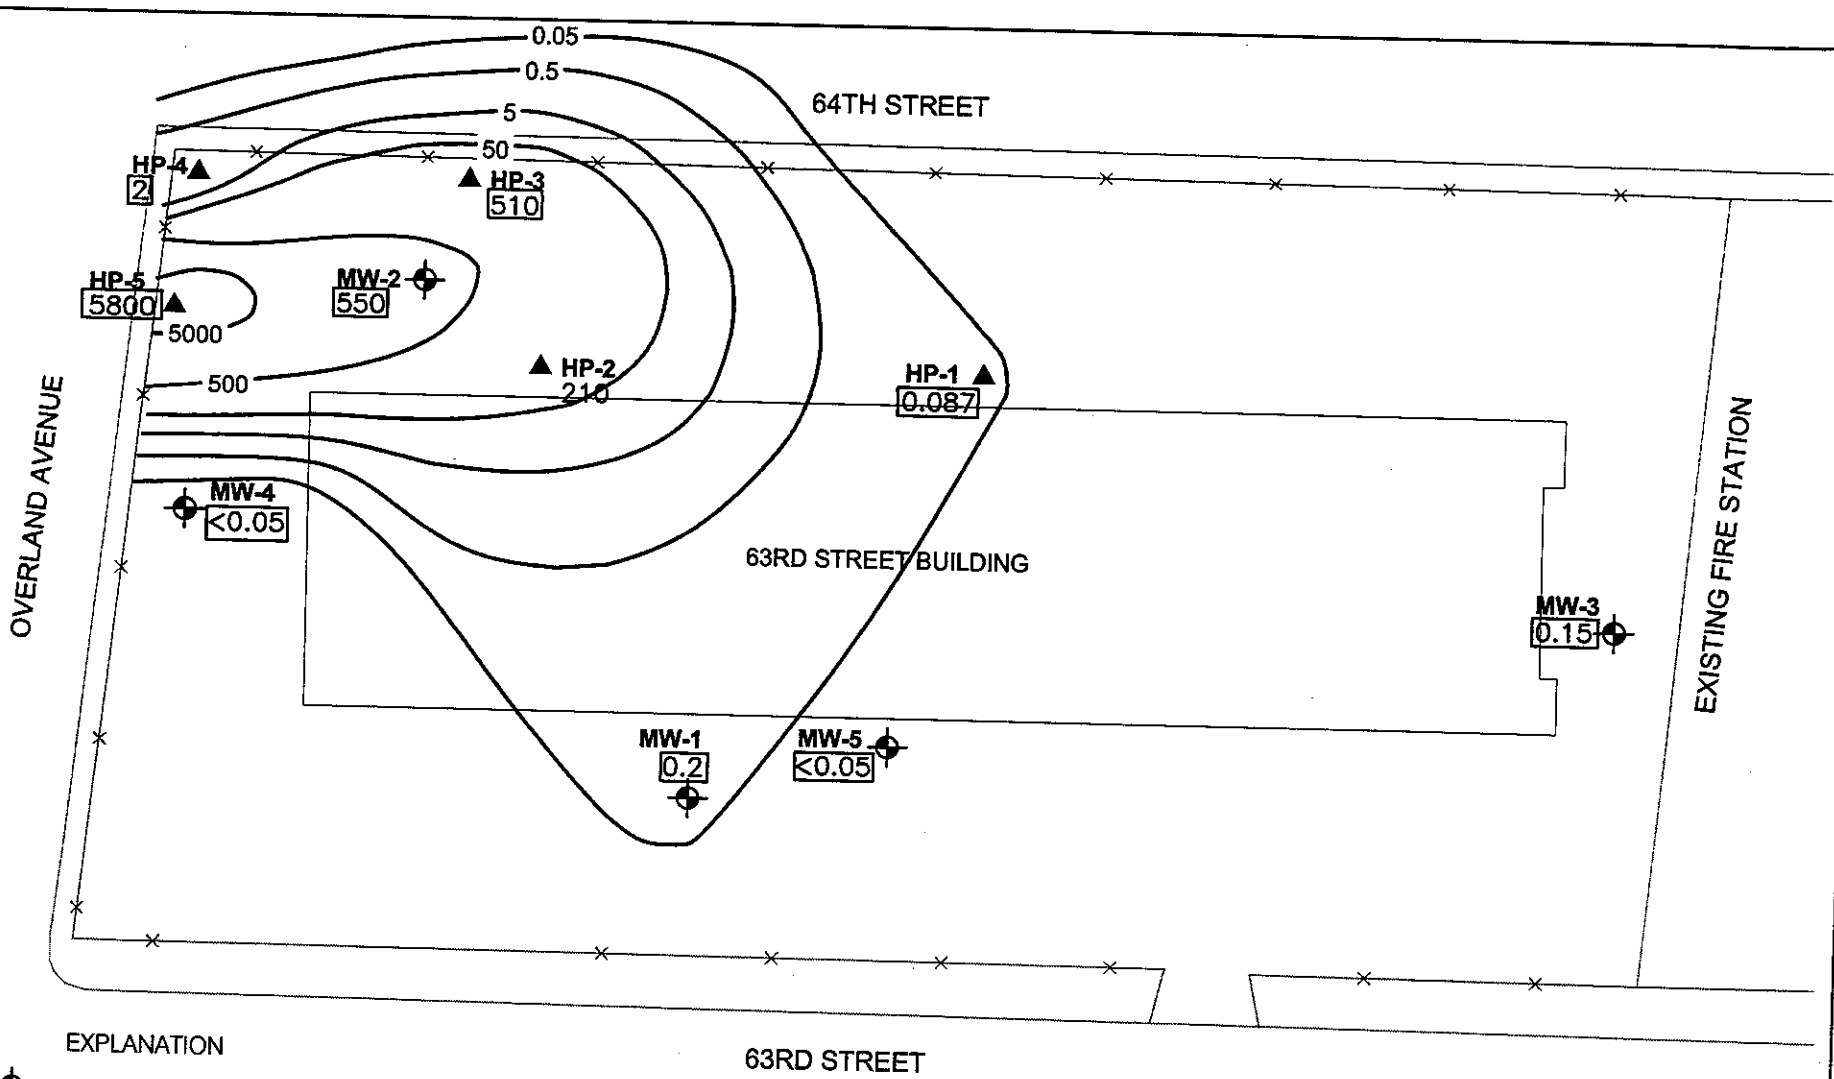 0.05
0.5
64TH STREET
5
50
HP-4
2
HP-3
510
HP-5
5800
MW-2
550
5000
HP-2
210
HP-1
0.087
500
OVERLAND AVENUE
MW-4
<0.05
63RD STREET BUILDING
EXISTING FIRE STATION
MW-3
0.15
MW-1
0.2
MW-5
<0.05
EXPLANATION
63RD STREET